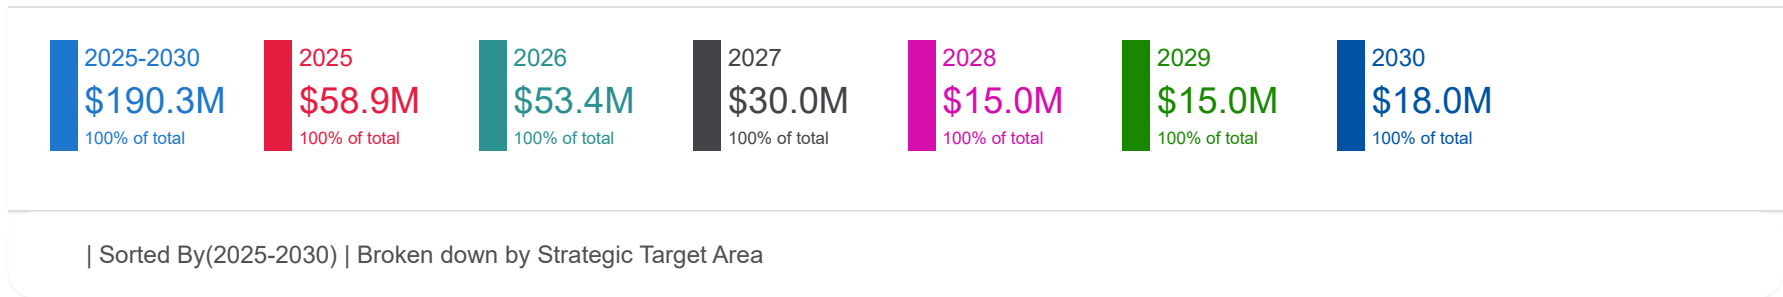 2025-2030
$190.3M
100% of total
2025
$58.9M
100% of total
2026
$53.4M
100% of total
2027
$30.0M
100% of total
2028
$15.0M
100% of total
2029
$15.0M
100% of total
2030
$18.0M
100% of total
| Sorted By(2025-2030) | Broken down by Strategic Target Area